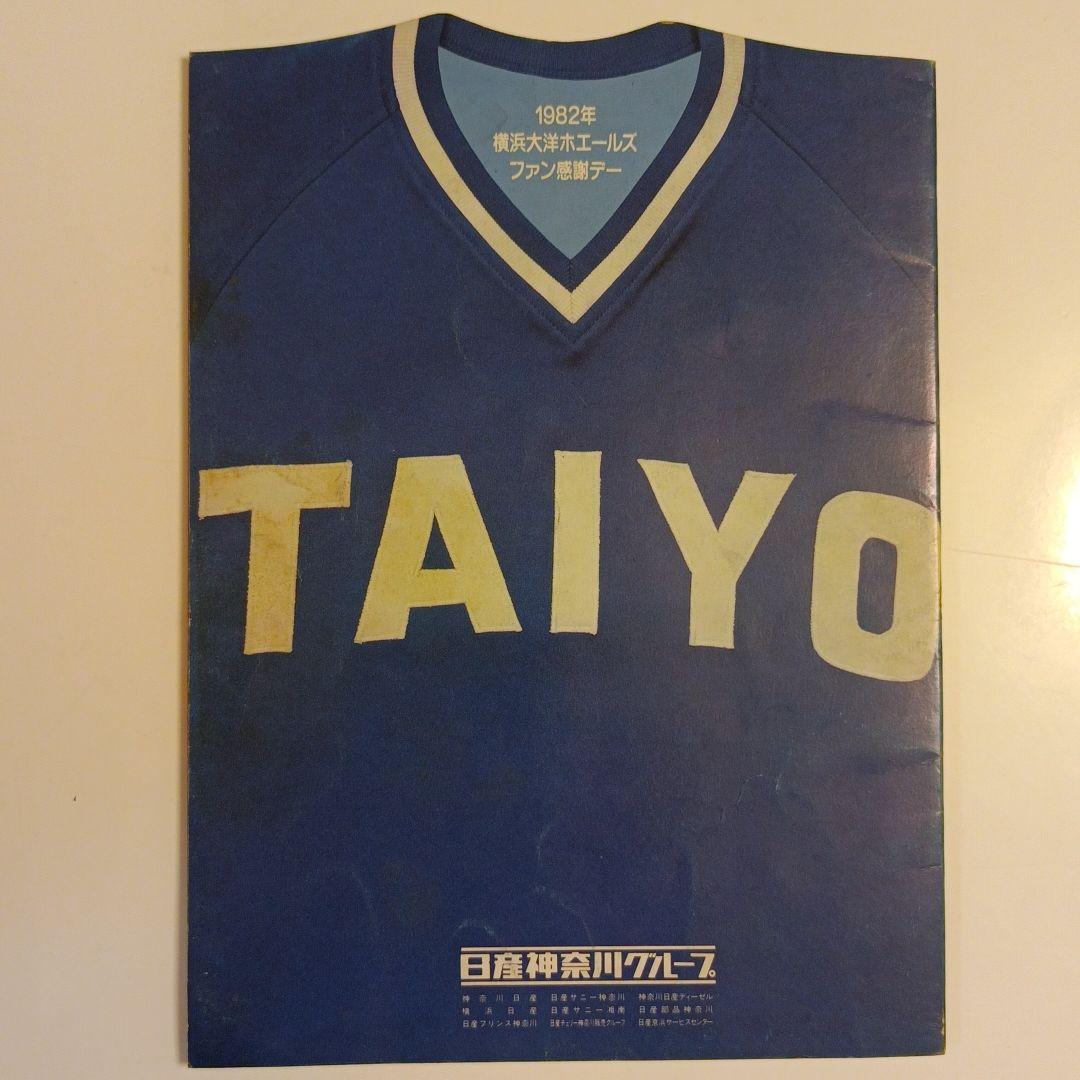 1982年
横浜大洋ホエールズ
ファン感謝デー
TAIYO
日産神奈川グループ
神奈川日産 日産サニー神奈川 神奈川日産ディーゼル
横浜日産 日産サニー湘南 日産部品神奈川
日産プリンス神奈川 日産チェリー神奈川販売グループ 日産京浜サービスセンター